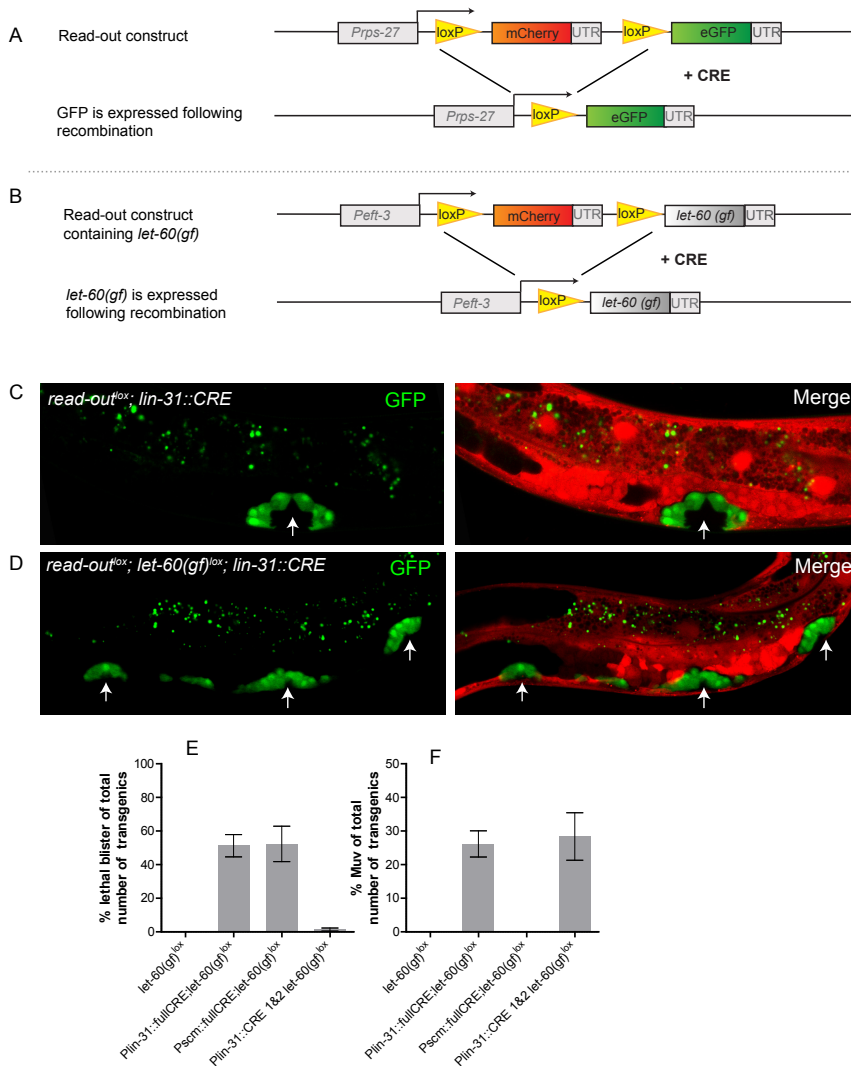 A
Read-out construct
Prps-27
loxP
mCherry
UTR
loxP
eGFP
UTR
+ CRE
GFP is expressed following
recombination
Prps-27
loxP
eGFP
UTR
B
Read-out construct
containing let-60(gf)
Peft-3
loxP
mCherry
UTR
loxP
let-60 (gf)
UTR
+ CRE
let-60(gf) is expressed
following recombination
Peft-3
loxP
let-60 (gf)
UTR
C
read-outlox; lin-31::CRE
GFP
Merge
D
read-outlox; let-60(gf)lox; lin-31::CRE
GFP
Merge
E
% lethal blister of total
number of transgenics
100
80
60
40
20
0
let-60(gf)lox
Plin-31::fullCRE;let-60(gf)lox
Pscm::fullCRE;let-60(gf)lox
Plin-31::CRE 1&2 let-60(gf)lox
F
% Muv of total
number of transgenics
50
40
30
20
10
0
let-60(gf)lox
Plin-31::fullCRE;let-60(gf)lox
Pscm::fullCRE;let-60(gf)lox
Plin-31::CRE 1&2 let-60(gf)lox